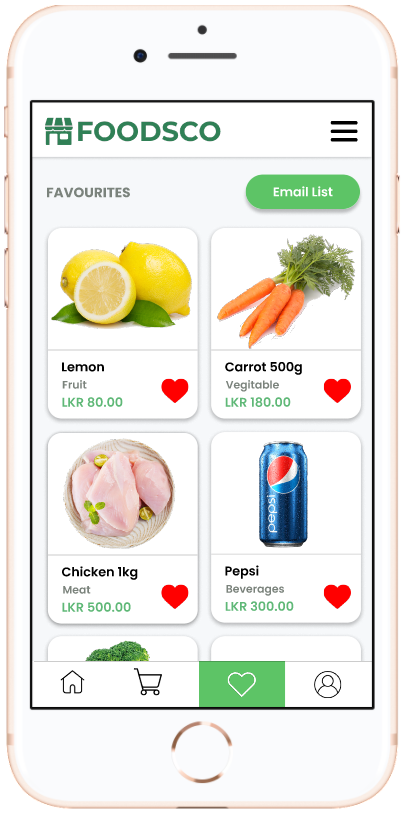 FOODSCO
FAVOURITES
Email List
Lemon
Fruit
LKR 80.00
Carrot 500g
Vegitable
LKR 180.00
pepsi
Chicken 1kg
Meat
LKR 500.00
Pepsi
Beverages
LKR 300.00